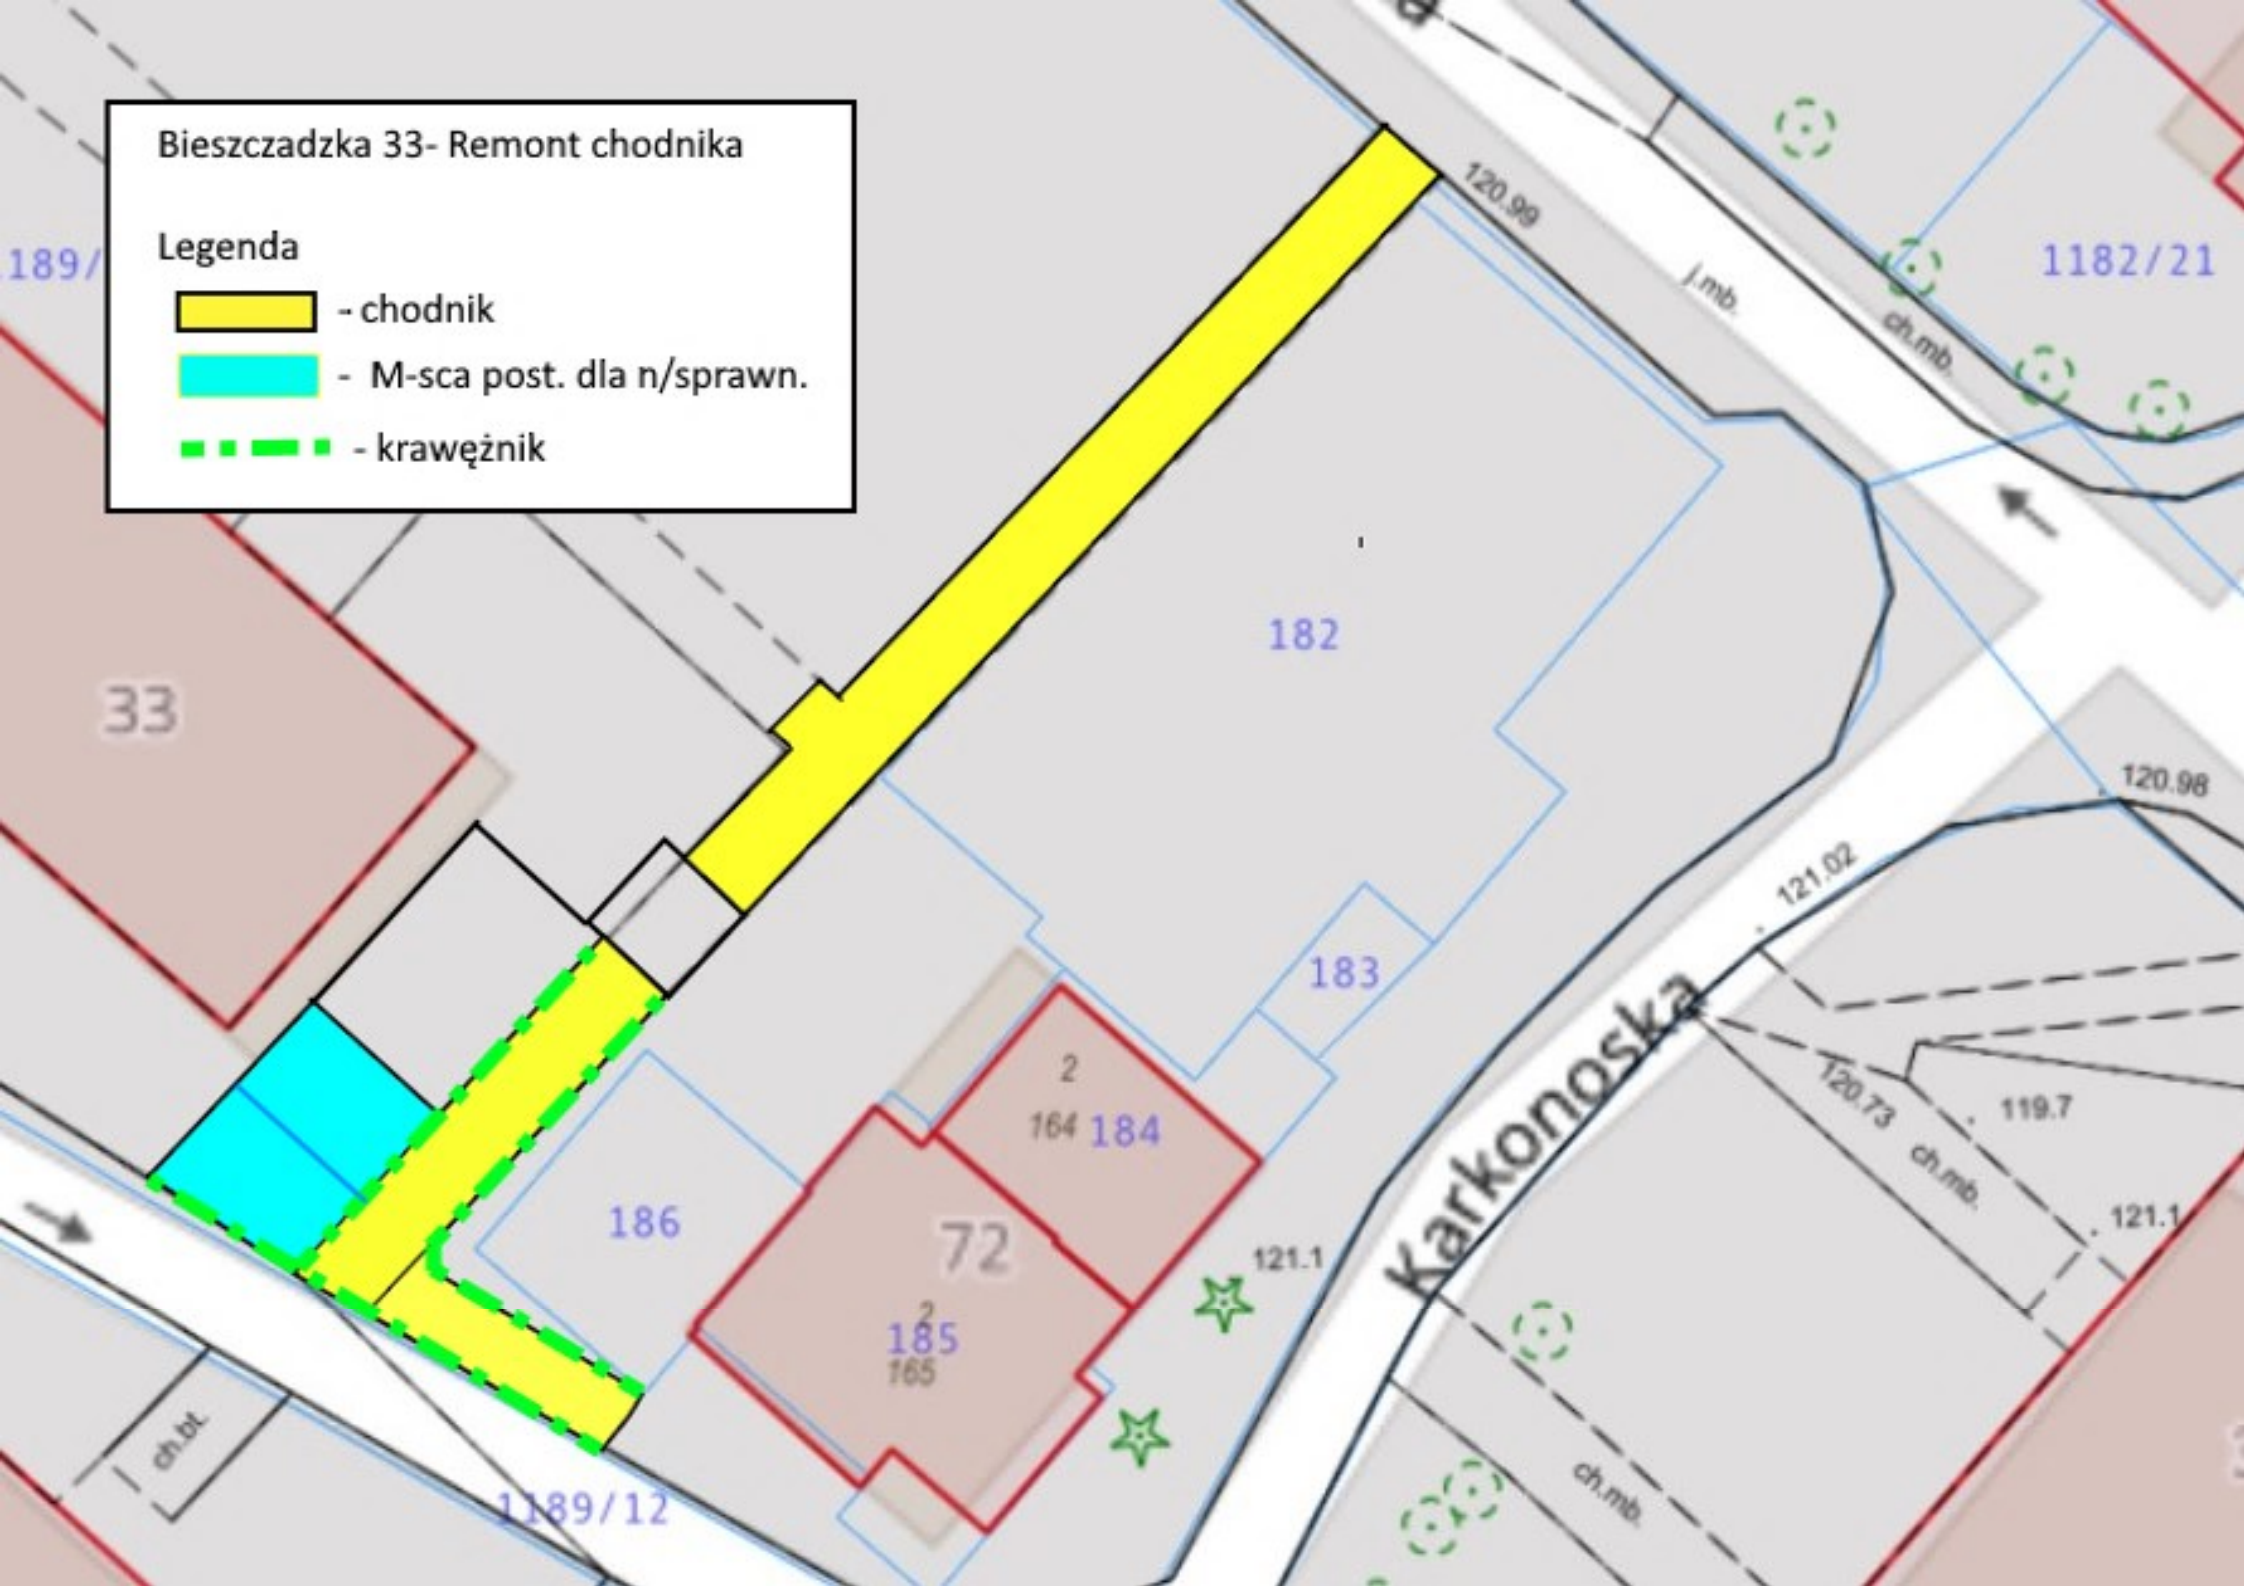 Bieszczadzka 33- Remont chodnika
Legenda
- chodnik
- M-sca post. dla n/sprawn.
- krawężnik
189/
120.99
j.mb.
ch.mb.
1182/21
182
33
183
120.98
121.02
Karkonoska
2
164 184
120.73
119.7
ch.mb.
121.1
186
72
121.1
2
185
165
ch.bt.
1189/12
ch.mb.